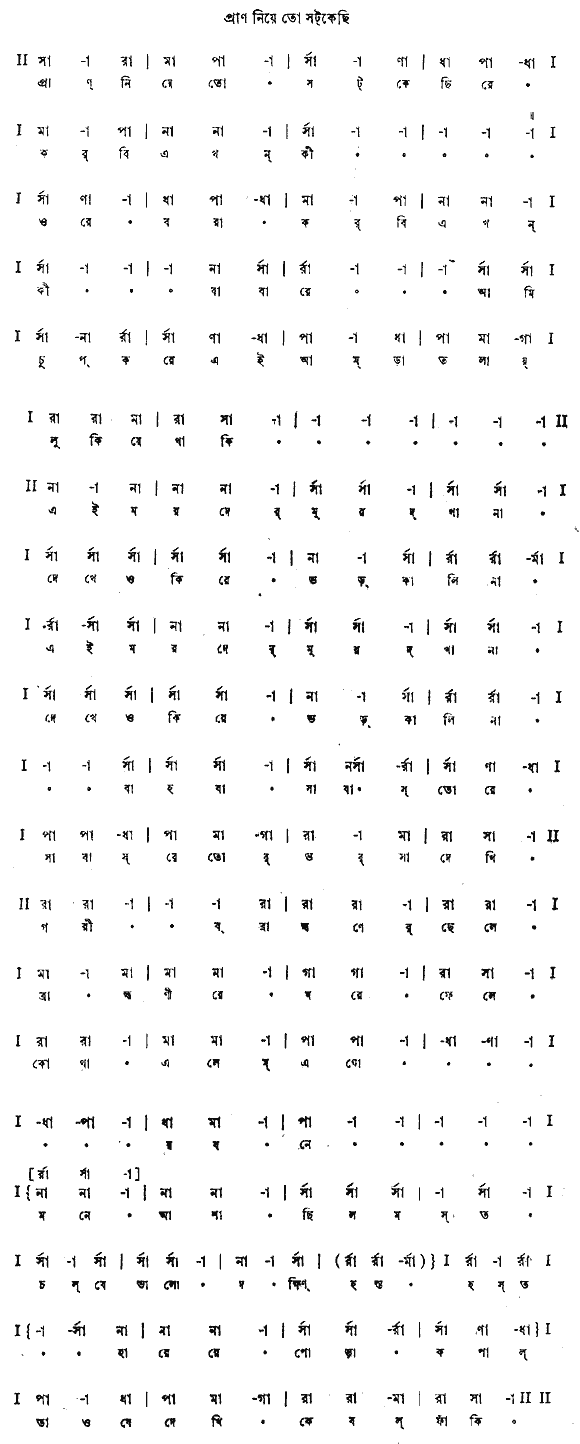 প্রাণ নিয়ে তো সট্‌কেছি
II সা -া রা | মা পা -া | র্সা -া ণা | ধা পা -ধা I
প্রা ণ্ নি য়ে তো • স ট্ কে ছি রে •
I মা -া পা | না না -া | র্সা -া -া | -া -া -া I
ক র্ বি এ খ ন্ কী • • • • •
I র্সা ণা -া | ধা পা -ধা | মা -া পা | না না -া I
ও রে • ব রা • ক র্ বি এ খ ন্
I র্সা -া -া | -া না র্সা | র্রা -া -া | -া র্সা র্সা I
কী • • • বা বা রে • • • আ মি
I র্সা -না র্রা | র্সা ণা -ধা | পা -া ধা | পা মা -গা I
চু প্ ক রে এ ই আ ম্ ড়া ত লা য়্
I রা রা মা | রা সা -া | -া -া -া | -া -া -া II
লু কি য়ে থা কি • • • • • • •
II না -া না | না না -া | র্সা র্সা -া | র্সা র্সা -া I
এ ই ম র দে র্ মু র দ্ খা না •
I র্সা র্সা র্সা | র্সা র্সা -া | না -া র্সা | র্রা র্রা -র্মা I
দে খে ও কি রে • ভ ড়্ কা লি না •
I র্রা -র্সা র্সা | না না -া | র্সা র্সা -া | র্সা র্সা -া I
এ ই ম র দে র্ মু র দ্ খা না •
I র্সা র্সা র্সা | র্সা র্সা -া | না -া র্সা | র্রা র্রা -া I
দে খে ও কি রে • ভ ড়্ কা লি না •
I -া -া র্সা | র্সা র্সা -া | র্সা নর্সা -র্রা | র্সা ণা -ধা I
• • বা হ বা • সা বা• স্ তো রে •
I পা পা -ধা | পা মা -গা | রা -া মা | রা সা -া II
সা বা স্ রে তো র্ ভ র্ সা দে খি •
II রা রা -া | -া -া রা | রা রা -া | রা রা -া I
গ রী • • ব্ ব্রা হ্ম ণে র্ ছে লে •
I মা -া মা | মা মা -া | গা গা -া | রা সা -া I
ব্রা • হ্ম ণী রে • ঘ রে • ফে লে •
I রা রা -া | মা মা -া | পা পা -া | -ধা -ণা -া I
কো থা • এ লে ম্ এ ঘো • • • •
I -ধা -পা -া | ধা মা -া | পা -া -া | -া -া -া I
• • • র ব • নে • • • • •
[র্রা র্সা -া]
I {না না -া | না না -া | র্সা র্সা র্সা | -া র্সা -া I
ম নে • আ শা • ছি ল ম স্ ত •
I র্সা -া র্সা | র্সা র্সা -া | না -া র্সা | (র্রা র্রা -র্মা)} I র্রা -া র্রা I
চ ল্ বে ভা লো • দ • ক্ষিণ্ হ স্ত • হ স্ ত
I {-া -র্সা না | না না -া | র্সা র্সা -র্রা | র্সা ণা -ধা} I
• • হা য়ে য়ে • পো ড়া • ক পা ল্
I পা -া ধা | পা মা -গা | রা রা -মা | রা সা -া II II
তা ও যে দে খি • কে ব ল্ ফাঁ কি •